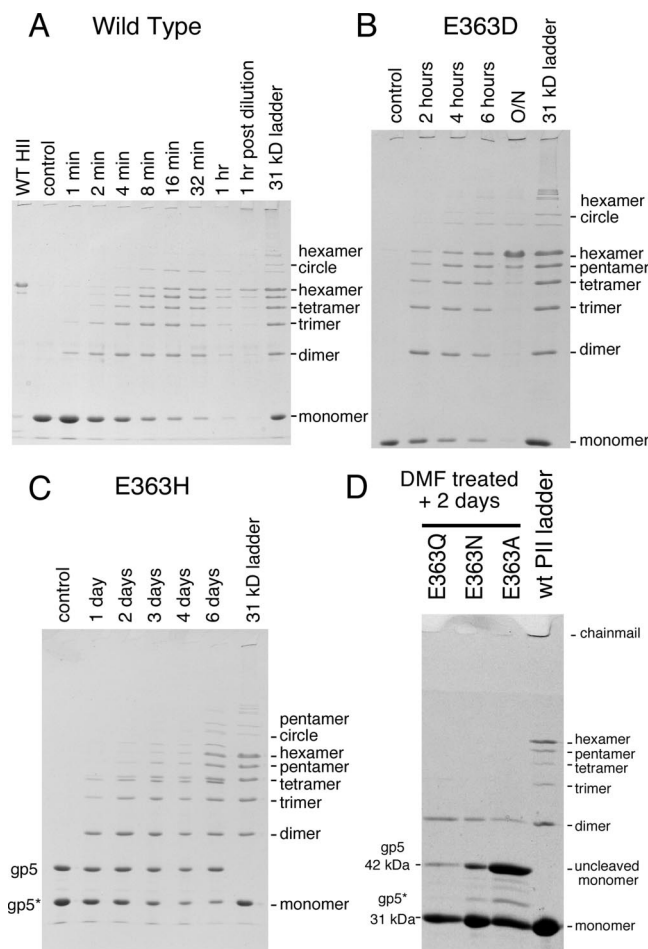 A Wild Type
WT HII
control
1 min
2 min
4 min
8 min
16 min
32 min
1 hr
1 hr post dilution
31 kD ladder
hexamer
circle
hexamer
tetramer
trimer
dimer
monomer
B E363D
control
2 hours
4 hours
6 hours
O/N
31 kD ladder
hexamer
circle
hexamer
pentamer
tetramer
trimer
dimer
monomer
C E363H
control
1 day
2 days
3 days
4 days
6 days
31 kD ladder
pentamer
circle
hexamer
pentamer
tetramer
trimer
dimer
gp5
gp5* monomer
D DMF treated
+ 2 days
E363Q
E363N
E363A
wt PII ladder
chainmail
hexamer
pentamer
tetramer
trimer
dimer
gp5
42 kDa uncleaved
monomer
gp5*
31 kDa monomer